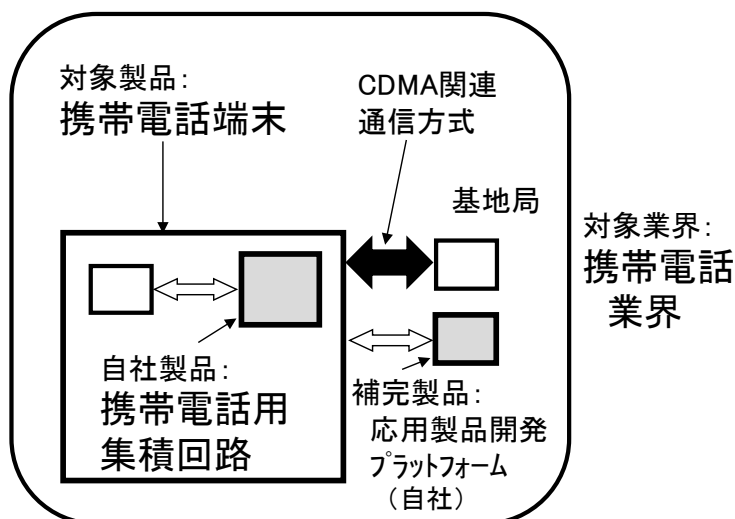 対象製品：
携帯電話端末
CDMA関連
通信方式
基地局
対象業界：
携帯電話
業界
自社製品：
携帯電話用
集積回路
補完製品：
応用製品開発
ﾌﾟﾗｯﾄﾌｫｰﾑ
（自社）